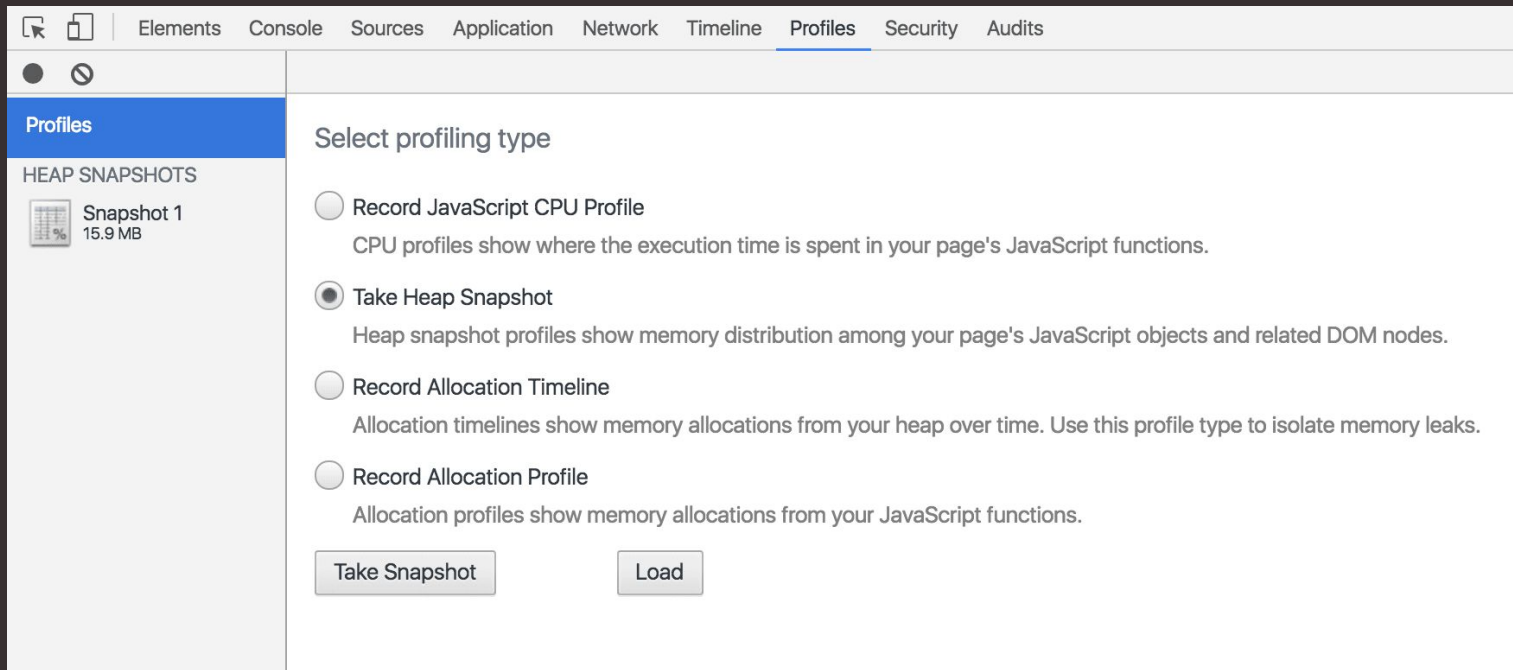 Elements Console Sources Application Network Timeline Profiles Security Audits
Profiles
HEAP SNAPSHOTS
Snapshot 1
15.9 MB
%
Select profiling type
Record JavaScript CPU Profile
CPU profiles show where the execution time is spent in your page's JavaScript functions.
Take Heap Snapshot
Heap snapshot profiles show memory distribution among your page's JavaScript objects and related DOM nodes.
Record Allocation Timeline
Allocation timelines show memory allocations from your heap over time. Use this profile type to isolate memory leaks.
Record Allocation Profile
Allocation profiles show memory allocations from your JavaScript functions.
Take Snapshot Load